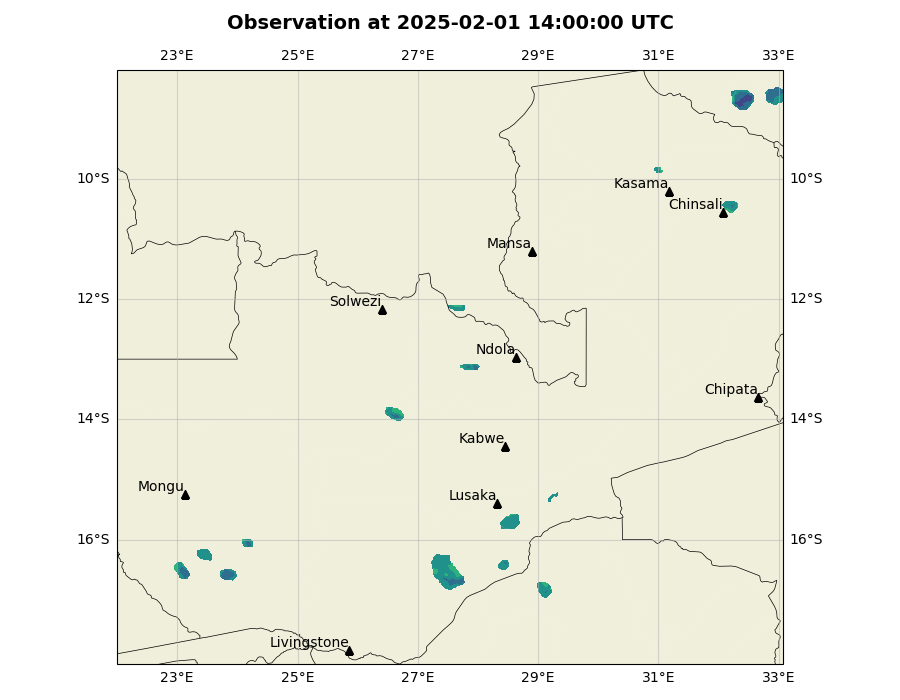 Observation at 2025-02-01 14:00:00 UTC
23°E 25°E 27°E 29°E 31°E 33°E
10°S 10°S
Kasama
Chinsali
Mansa
12°S 12°S
Solwezi
Ndola
Chipata
14°S 14°S
Kabwe
Mongu
Lusaka
16°S 16°S
Livingstone
23°E 25°E 27°E 29°E 31°E 33°E